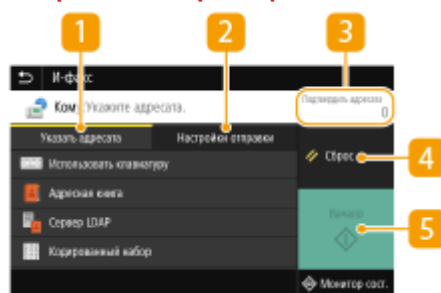 1
2
3
И-факс
Кому:Укажите адресата.
Подтвердить адресата
0
Указать адресата
Настройки отправки
Использовать клавиатуру
Сброс
4
Адресная книга
Сервер LDAP
Начало
5
Кодированный набор
Монитор сост.